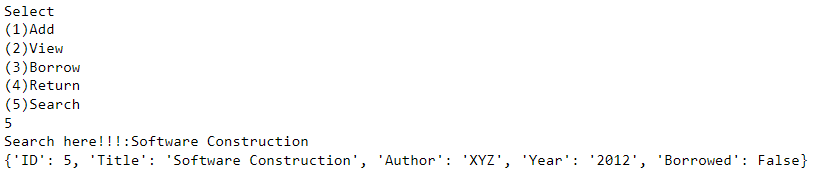 Select
(1)Add
(2)View
(3)Borrow
(4)Return
(5)Search
5
Search here!!!:Software Construction
{'ID': 5, 'Title': 'Software Construction', 'Author': 'XYZ', 'Year': '2012', 'Borrowed': False}